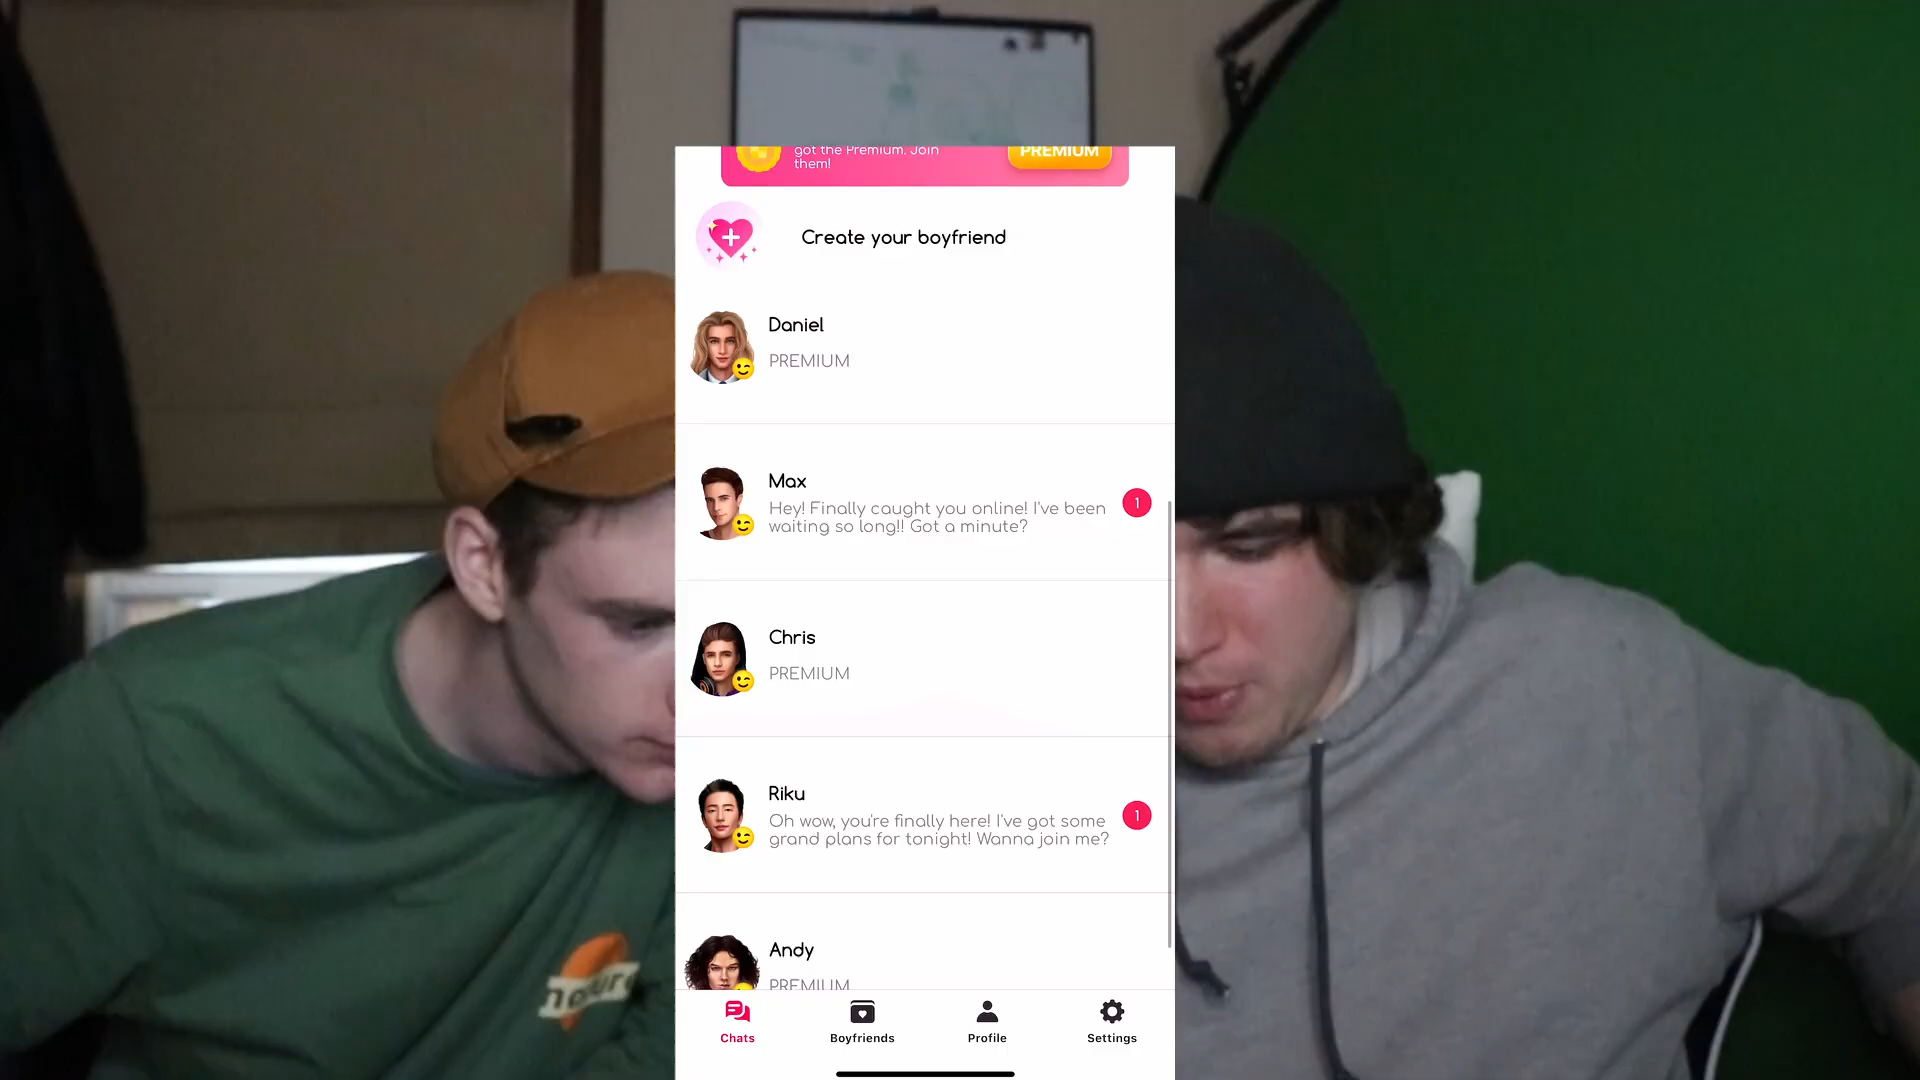 got the Premium. Join
them!
PREMIUM
Create your boyfriend
Daniel
PREMIUM
Max
Hey! Finally caught you online! I've been
waiting so long!! Got a minute?
1
Chris
PREMIUM
Riku
Oh wow, you're finally here! I've got some
grand plans for tonight! Wanna join me?
1
Andy
PREMIUM
Chats
Boyfriends
Profile
Settings